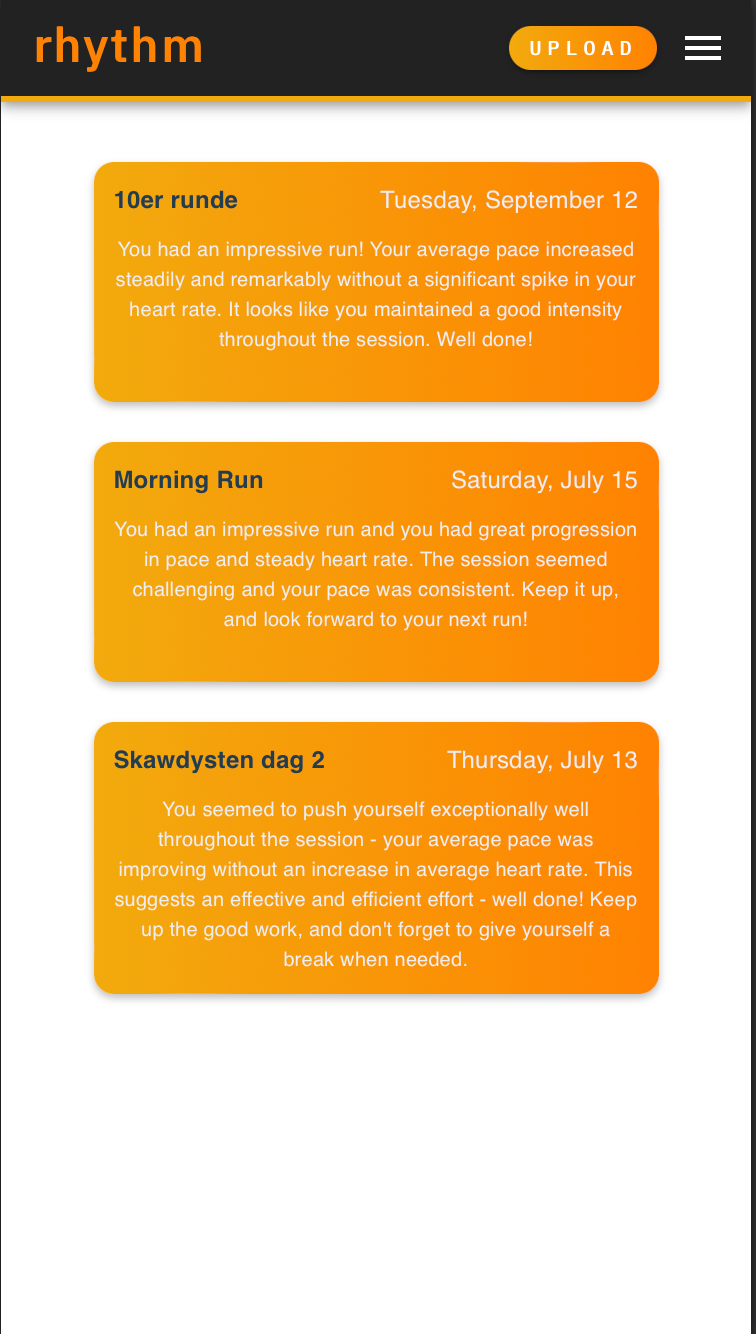 rhythm
UPLOAD
10er runde
Tuesday, September 12
You had an impressive run! Your average pace increased
steadily and remarkably without a significant spike in your
heart rate. It looks like you maintained a good intensity
throughout the session. Well done!
Morning Run
Saturday, July 15
You had an impressive run and you had great progression
in pace and steady heart rate. The session seemed
challenging and your pace was consistent. Keep it up,
and look forward to your next run!
Skawdysten dag 2
Thursday, July 13
You seemed to push yourself exceptionally well
throughout the session - your average pace was
improving without an increase in average heart rate. This
suggests an effective and efficient effort - well done! Keep
up the good work, and don't forget to give yourself a
break when needed.